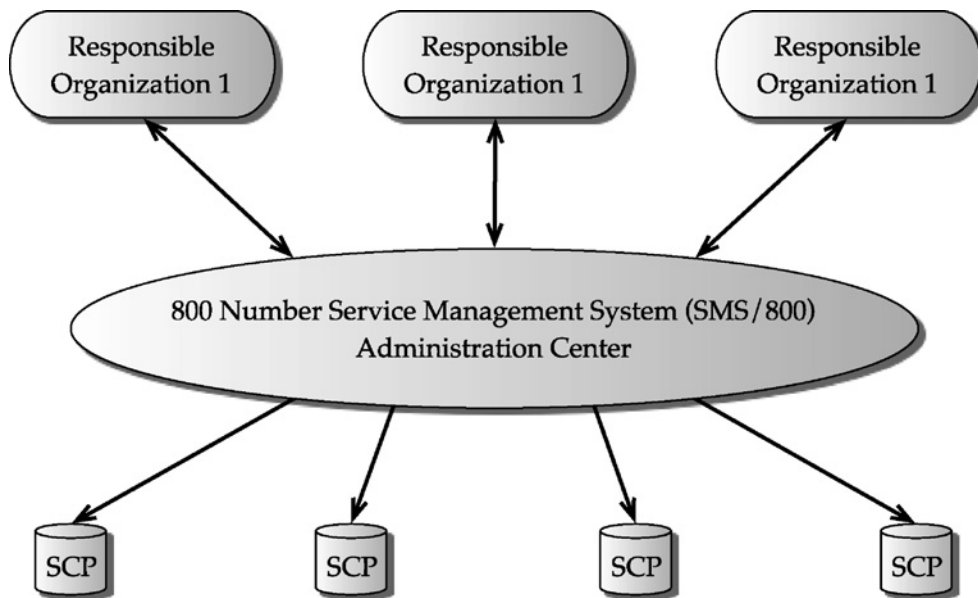 Responsible
Organization 1
Responsible
Organization 1
Responsible
Organization 1
800 Number Service Management System (SMS/800)
Administration Center
SCP
SCP
SCP
SCP